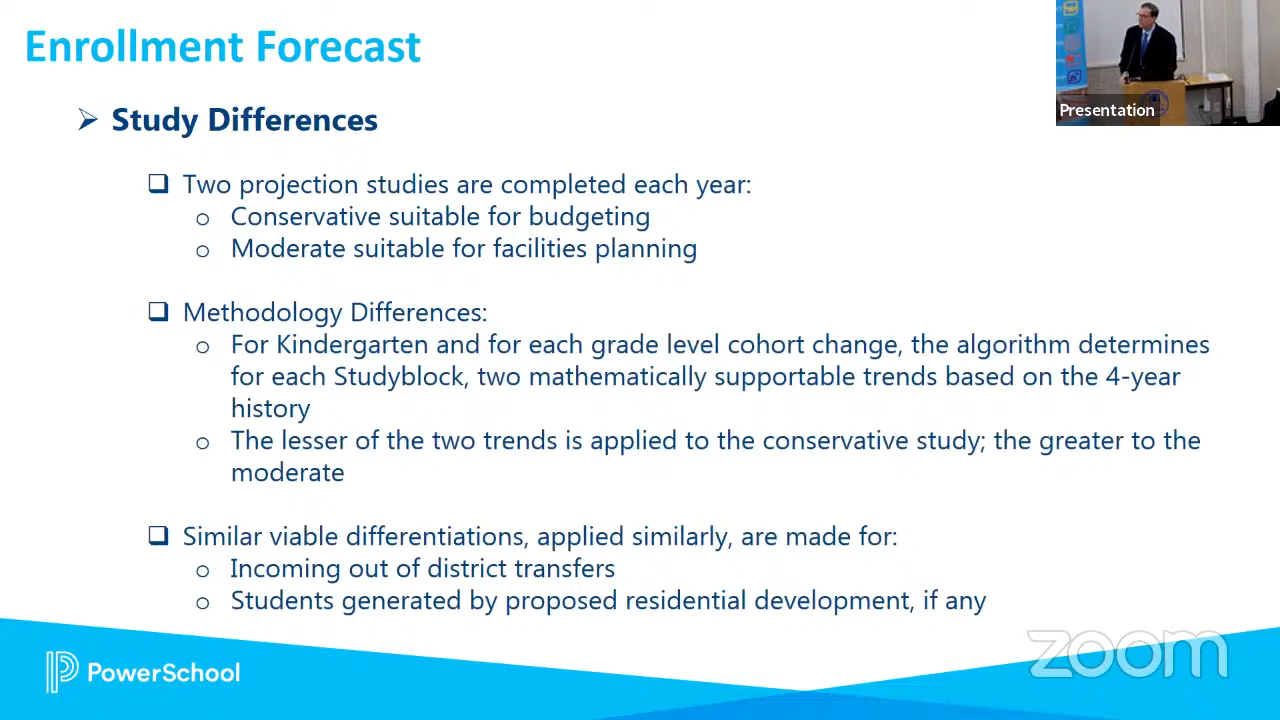 Enrollment Forecast
Presentation
Study Differences
Two projection studies are completed each year:
Conservative suitable for budgeting
Moderate suitable for facilities planning
Methodology Differences:
For Kindergarten and for each grade level cohort change, the algorithm determines
for each Studyblock, two mathematically supportable trends based on the 4-year
history
The lesser of the two trends is applied to the conservative study; the greater to the
moderate
Similar viable differentiations, applied similarly, are made for:
Incoming out of district transfers
Students generated by proposed residential development, if any
PowerSchool
zoom